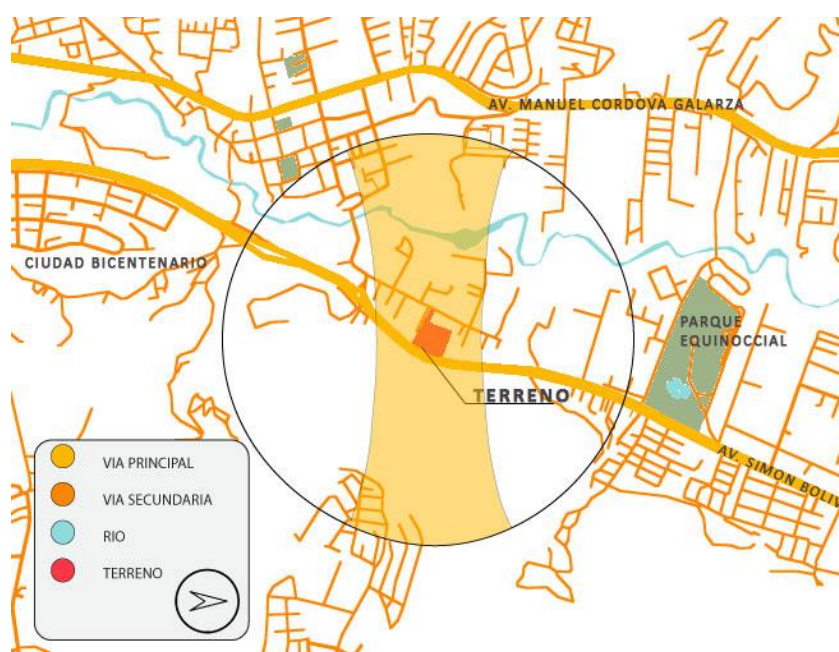 AV. MANUEL CORDOVA GALARZA
CIUDAD BICENTENARIO
PARQUE
EQUINOCCIAL
TERRENO
AV. SIMON BOLIV
VIA PRINCIPAL
VIA SECUNDARIA
RIO
TERRENO